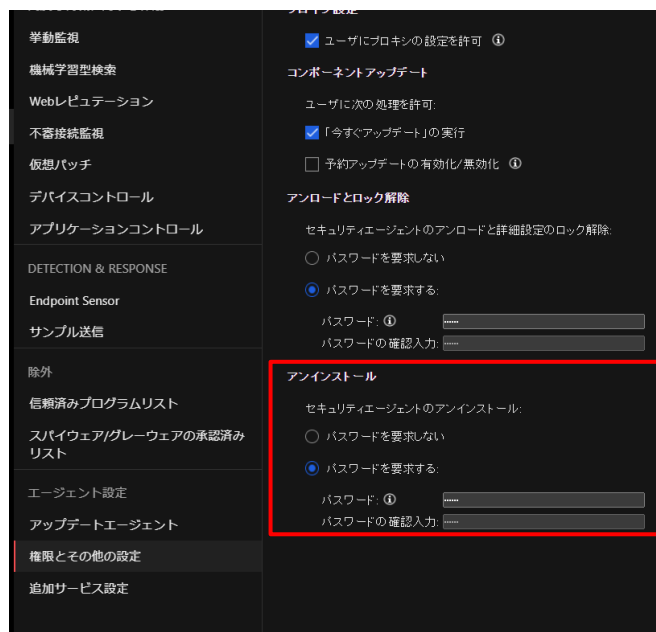 挙動監視
機械学習型検索
Webレピュテーション
不審接続監視
仮想パッチ
デバイスコントロール
アプリケーションコントロール
DETECTION & RESPONSE
Endpoint Sensor
サンプル送信
除外
信頼済みプログラムリスト
スパイウェア/グレーウェアの承認済み
リスト
エージェント設定
アップデートエージェント
権限とその他の設定
追加サービス設定
プロキシ設定
ユーザにプロキシの設定を許可
コンポーネントアップデート
ユーザに次の処理を許可:
「今すぐアップデート」の実行
予約アップデートの有効化/無効化
アンロードとロック解除
セキュリティエージェントのアンロードと詳細設定のロック解除:
パスワードを要求しない
パスワードを要求する:
パスワード:
パスワードの確認入力:
アンインストール
セキュリティエージェントのアンインストール:
パスワードを要求しない
パスワードを要求する:
パスワード:
パスワードの確認入力: